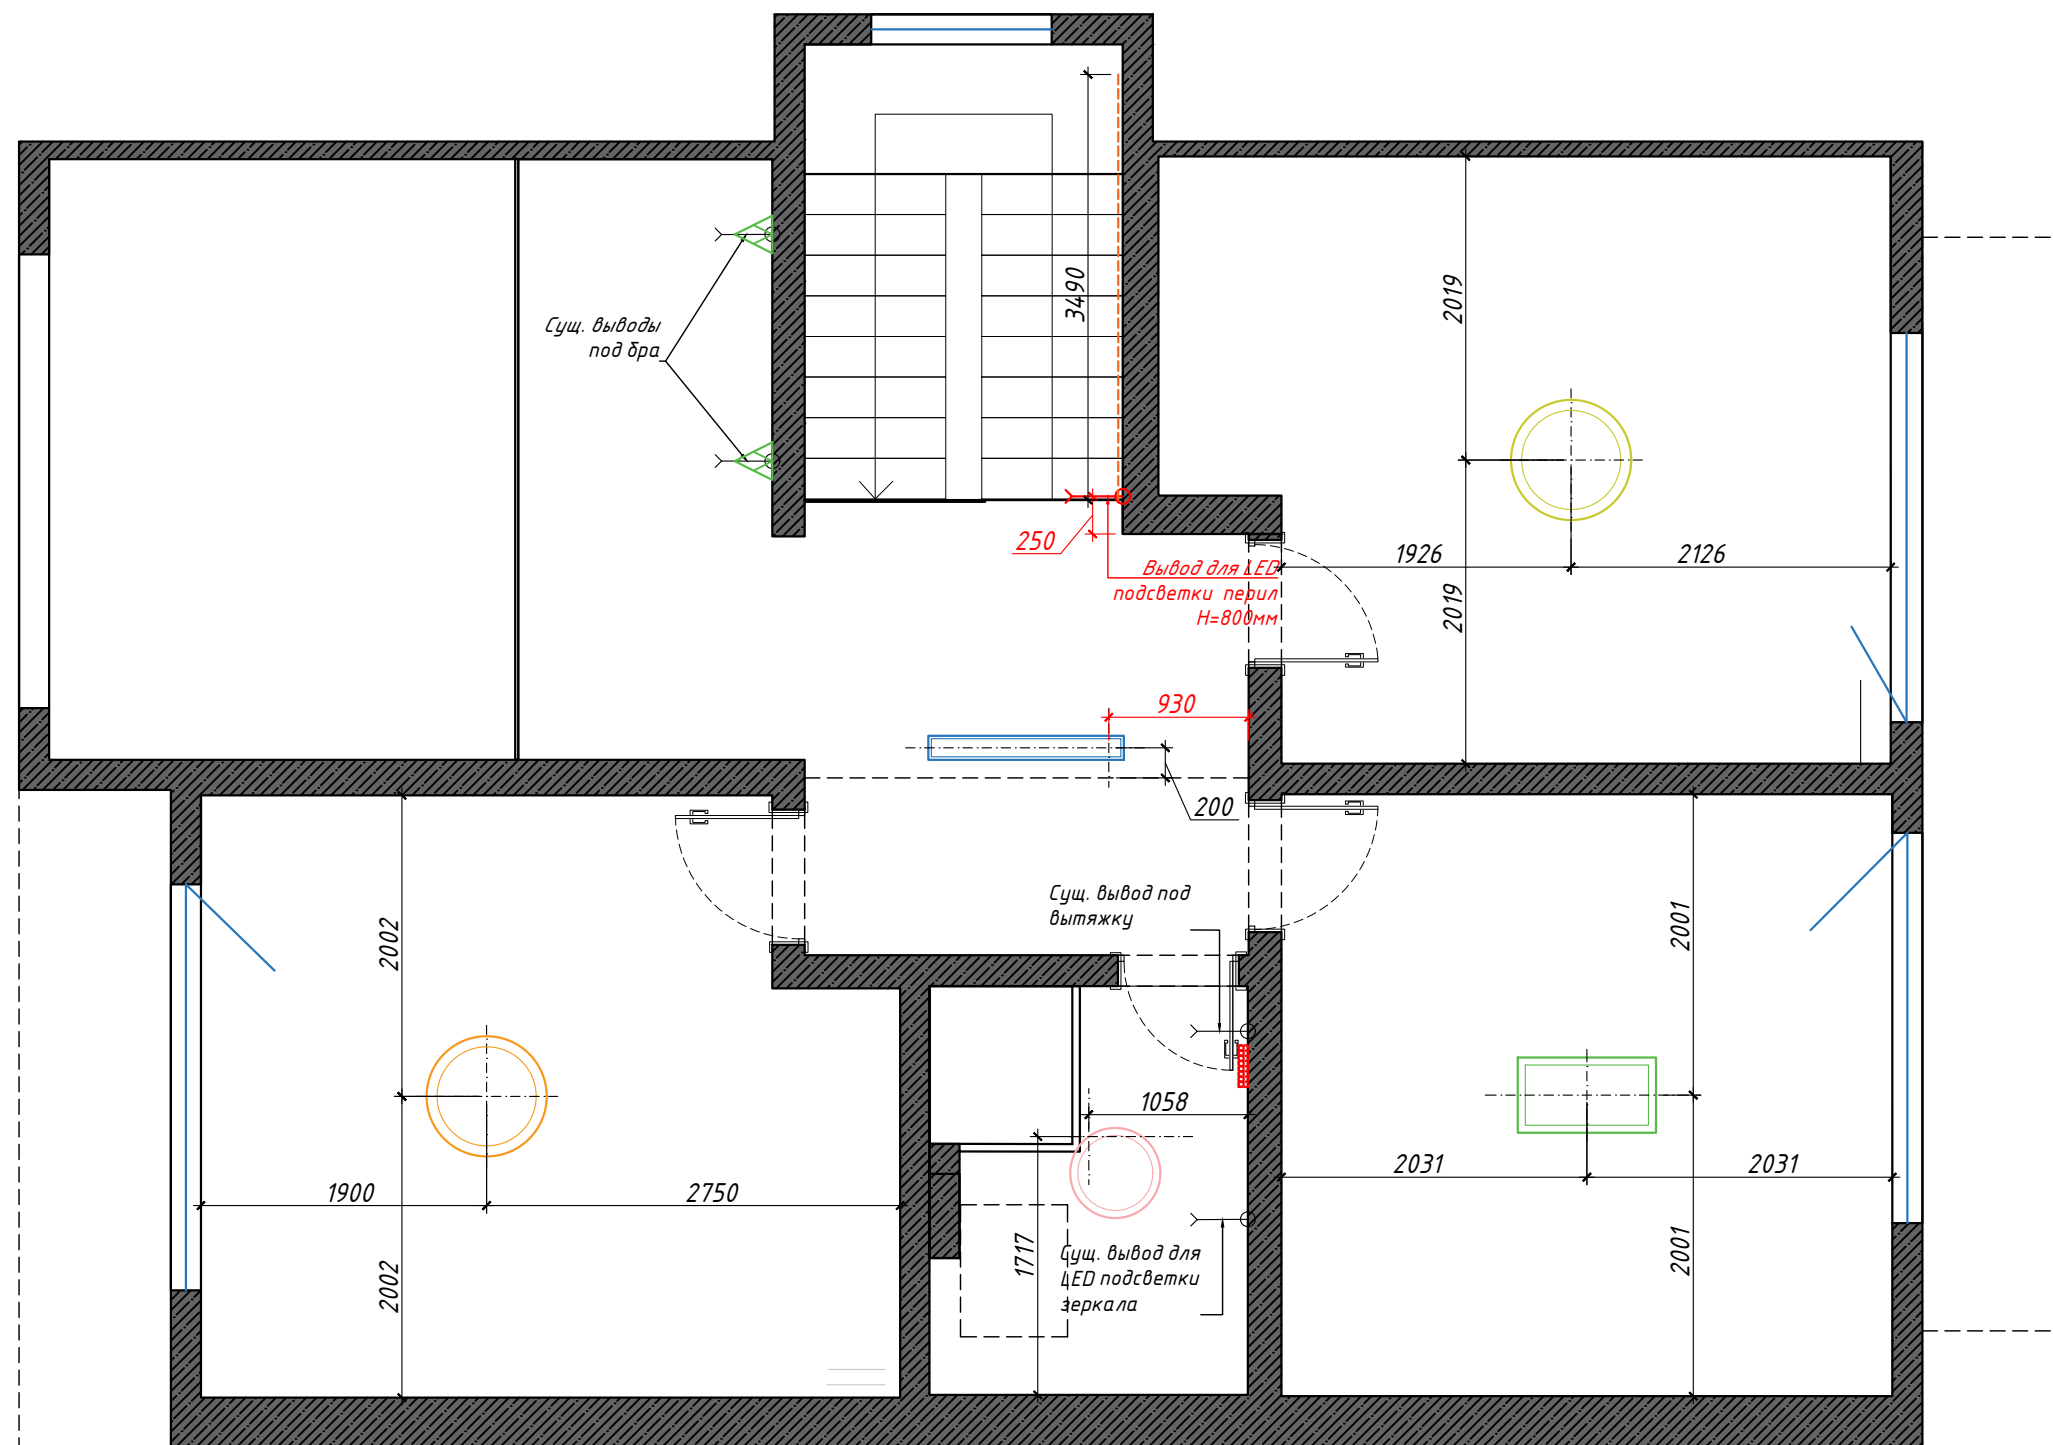 3490
2019
Сущ. выводы
под бра
250
1926
2126
Вывод для LED
подсветки перил
H=800мм
2019
930
200
Сущ. вывод под
вытяжку
2002
2001
1058
2031
2031
1900
2750
1717
Сущ. вывод для
LED подсветки
зеркала
2002
2001